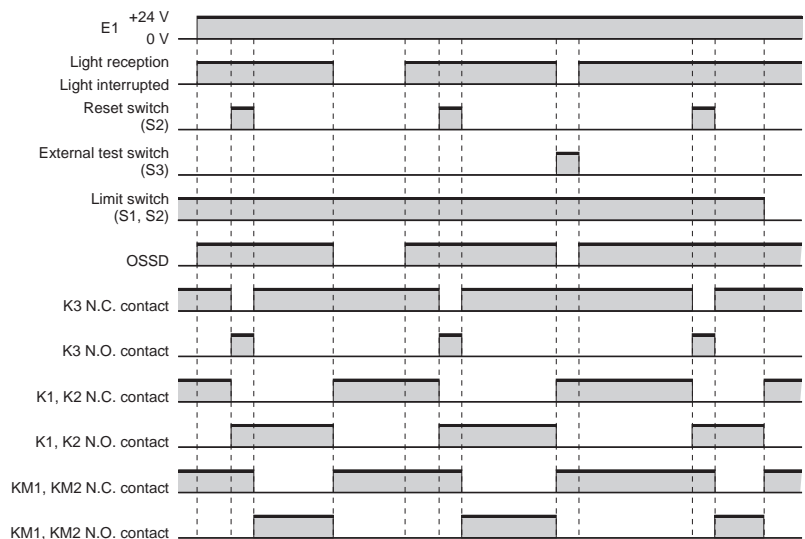 E1 +24 V
0 V
Light reception
Light interrupted
Reset switch
(S2)
External test switch
(S3)
Limit switch
(S1, S2)
OSSD
K3 N.C. contact
K3 N.O. contact
K1, K2 N.C. contact
K1, K2 N.O. contact
KM1, KM2 N.C. contact
KM1, KM2 N.O. contact